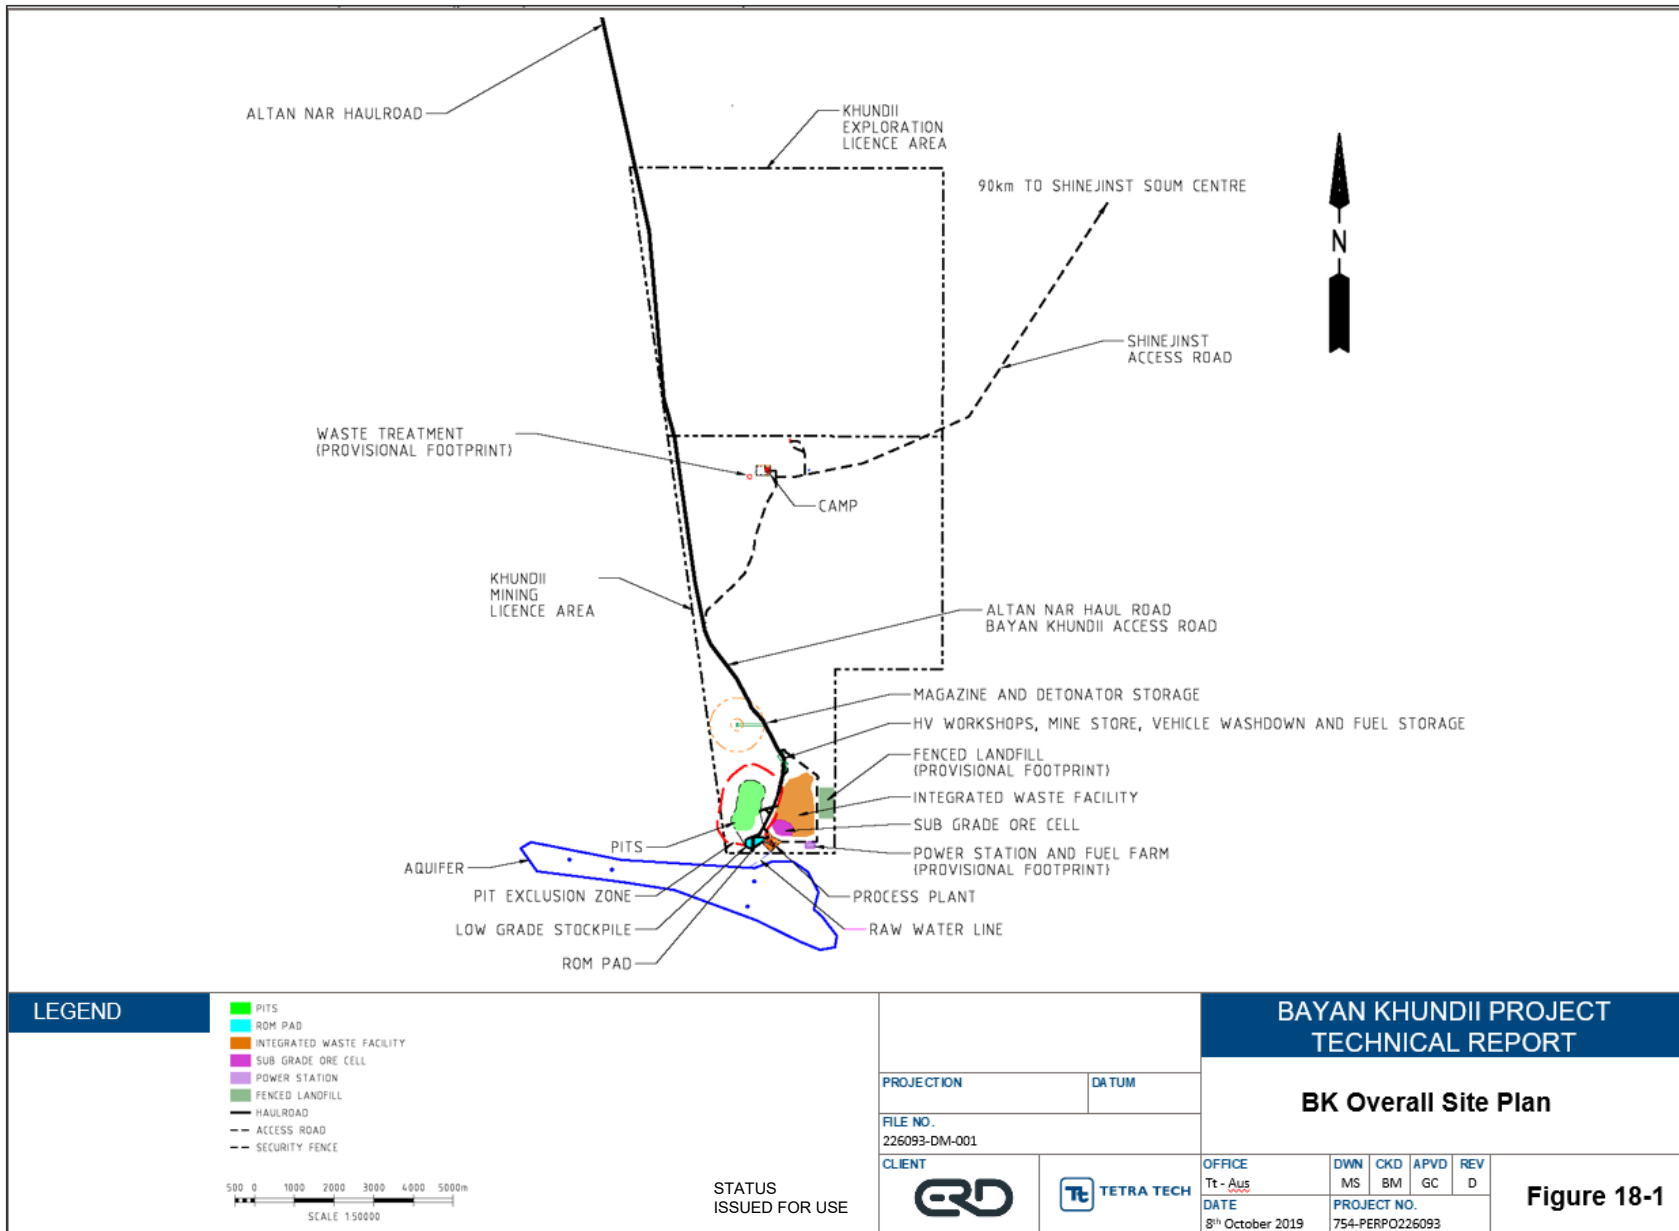 ALTAN NAR HAULROAD
KHUNDII
EXPLORATION
LICENCE AREA
90km TO SHINEJINST SOUM CENTRE
N
SHINEJINST
ACCESS ROAD
WASTE TREATMENT
(PROVISIONAL FOOTPRINT)
CAMP
KHUNDII
MINING
LICENCE AREA
ALTAN NAR HAUL ROAD
BAYAN KHUNDII ACCESS ROAD
MAGAZINE AND DETONATOR STORAGE
HV WORKSHOPS, MINE STORE, VEHICLE WASHDOWN AND FUEL STORAGE
FENCED LANDFILL
(PROVISIONAL FOOTPRINT)
INTEGRATED WASTE FACILITY
SUB GRADE ORE CELL
PITS
POWER STATION AND FUEL FARM
(PROVISIONAL FOOTPRINT)
AQUIFER
PIT EXCLUSION ZONE
PROCESS PLANT
LOW GRADE STOCKPILE
RAW WATER LINE
ROM PAD
LEGEND
PITS
ROM PAD
INTEGRATED WASTE FACILITY
SUB GRADE ORE CELL
POWER STATION
FENCED LANDFILL
HAULROAD
ACCESS ROAD
SECURITY FENCE
500 0 1000 2000 3000 4000 5000m
SCALE 1:50000
STATUS
ISSUED FOR USE
PROJECTION
DATUM
FILE NO.
226093-DM-001
CLIENT
ERD
Tt TETRA TECH
BAYAN KHUNDII PROJECT
TECHNICAL REPORT
BK Overall Site Plan
OFFICE
Tt - Aus
DWN CKD APVD REV
MS BM GC D
DATE
8th October 2019
PROJECT NO.
754-PERPO226093
Figure 18-1